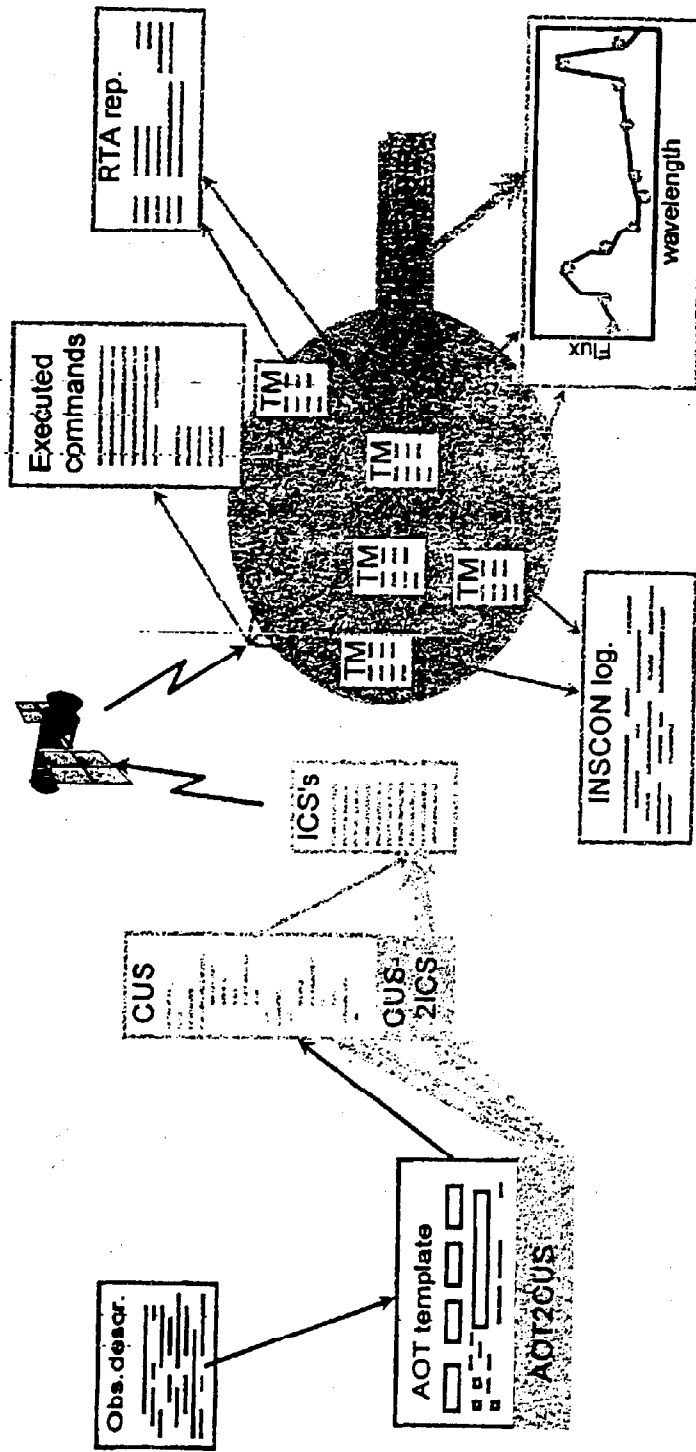 Obs.descr.
AOT template
AOT2CUS
CUS
CUS-
2ICS
ICS's
Executed
commands
RTA rep.
TM
TM
TM
TM
TM
INSCON log.
Flux
wavelength